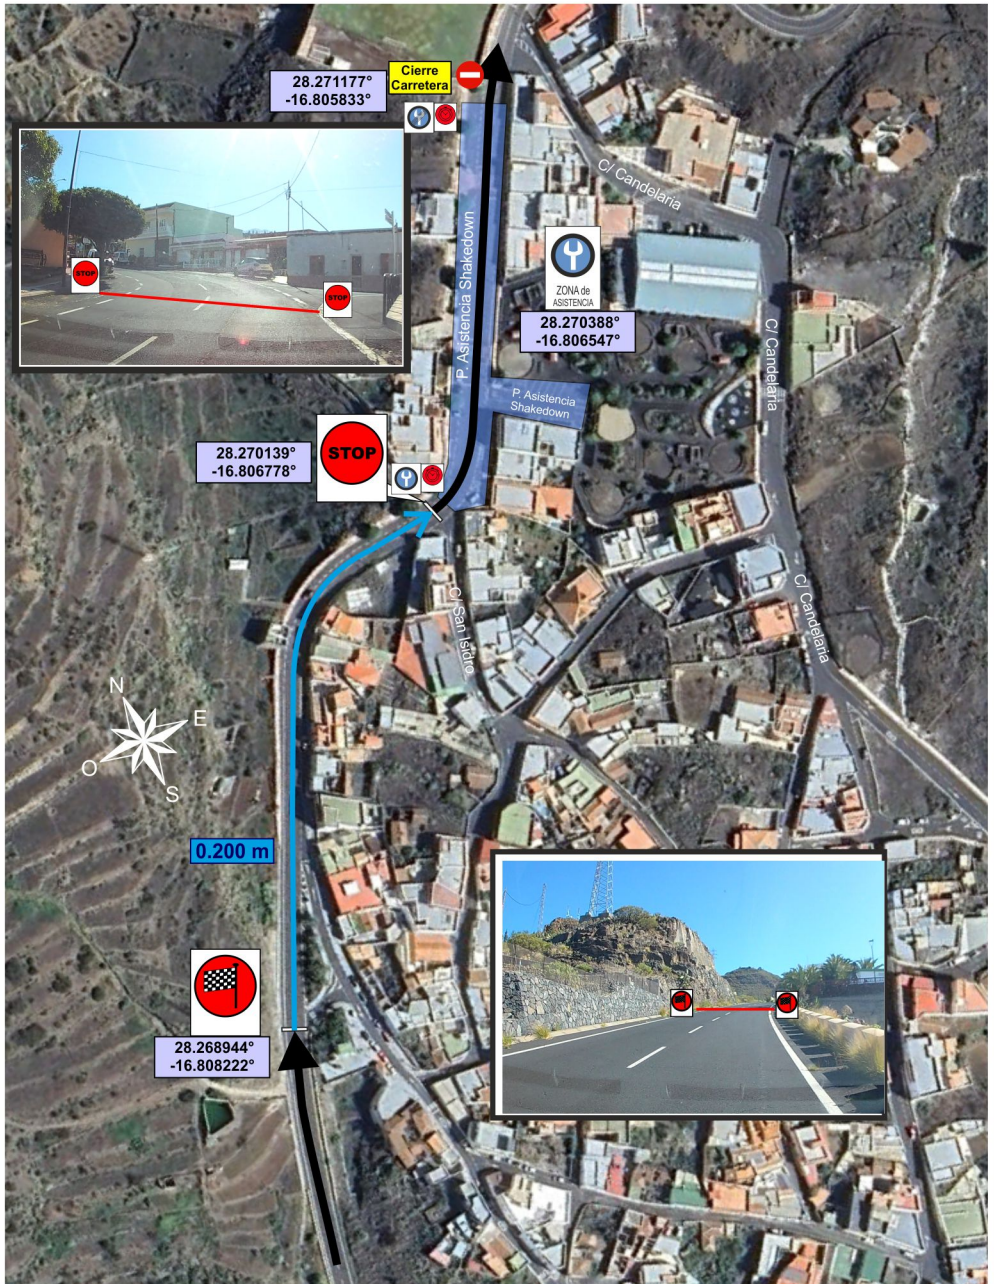 28.271177°
-16.805833°
Cierre
Carretera
C/ Candelaria
P. Asistencia Shakedown
STOP
STOP
ZONA de
ASISTENCIA
28.270388°
-16.806547°
C/ Candelaria
P. Asistencia
Shakedown
28.270139°
-16.806778°
STOP
C/ San Isidro
C/ Candelaria
N
E
O
S
0.200 m
28.268944°
-16.808222°